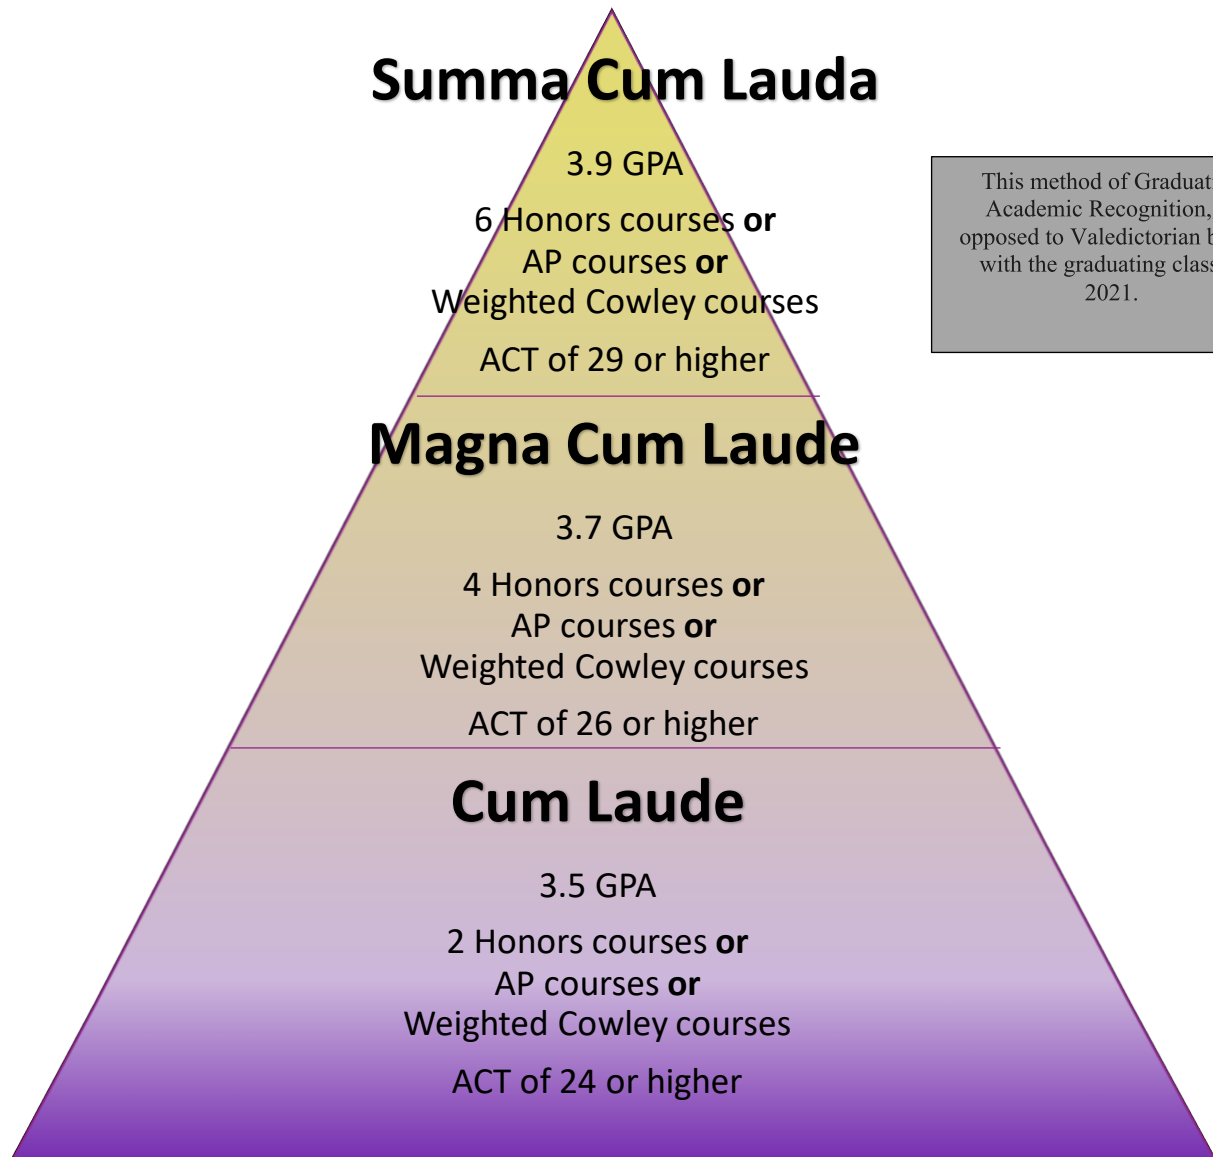 Summa Cum Lauda
3.9 GPA
6 Honors courses or
AP courses or
Weighted Cowley courses
ACT of 29 or higher
This method of
Academic Recognition,
opposed to Valedictorian
with the graduating
2021.
Magna Cum Laude
3.7 GPA
4 Honors courses or
AP courses or
Weighted Cowley courses
ACT of 26 or higher
Cum Laude
3.5 GPA
2 Honors courses or
AP courses or
Weighted Cowley courses
ACT of 24 or higher